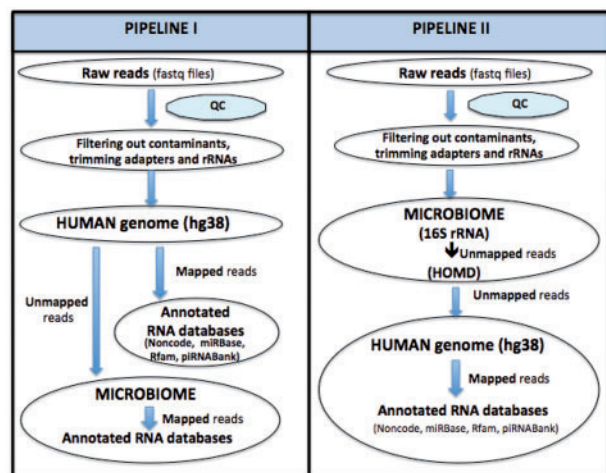 PIPELINE I
Raw reads (fastq files)
QC
Filtering out contaminants,
trimming adapters and rRNAs
HUMAN genome (hg38)
Mapped reads
Unmapped
reads
Annotated
RNA databases
(Noncode, miRBase,
Rfam, piRNABank)
MICROBIOME
Mapped reads
Annotated RNA databases
PIPELINE II
Raw reads (fastq files)
QC
Filtering out contaminants,
trimming adapters and rRNAs
MICROBIOME
(16S rRNA)
Unmapped reads
(HOMD)
Unmapped reads
HUMAN genome (hg38)
Mapped reads
Annotated RNA databases
(Noncode, miRBase, Rfam, piRNABank)